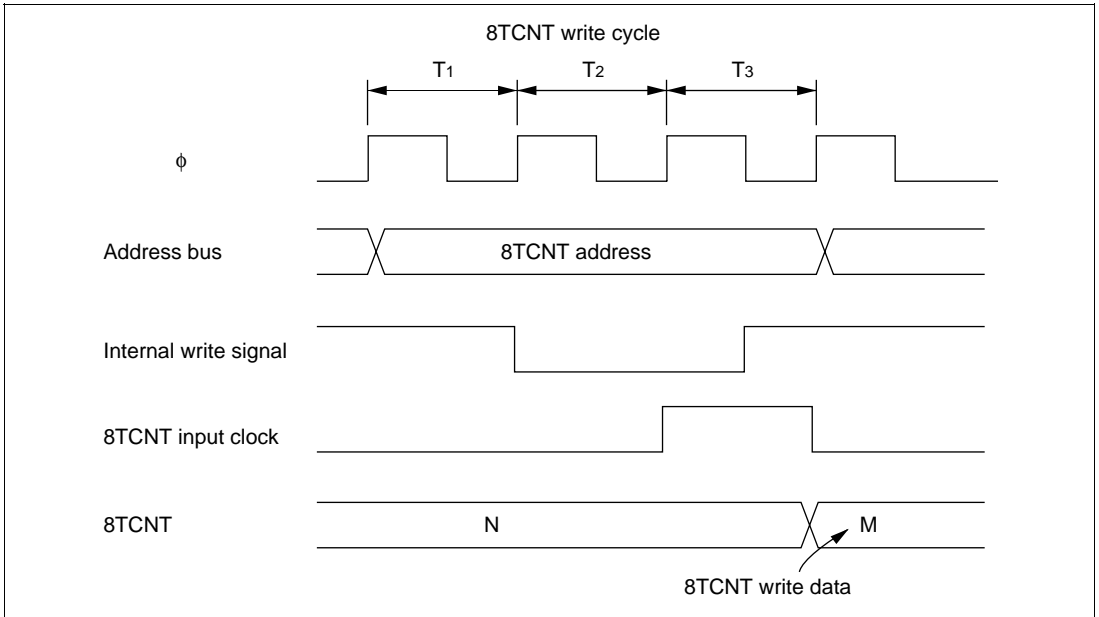 8TCNT write cycle
T1 T2 T3
φ
Address bus 8TCNT address
Internal write signal
8TCNT input clock
8TCNT N M
8TCNT write data